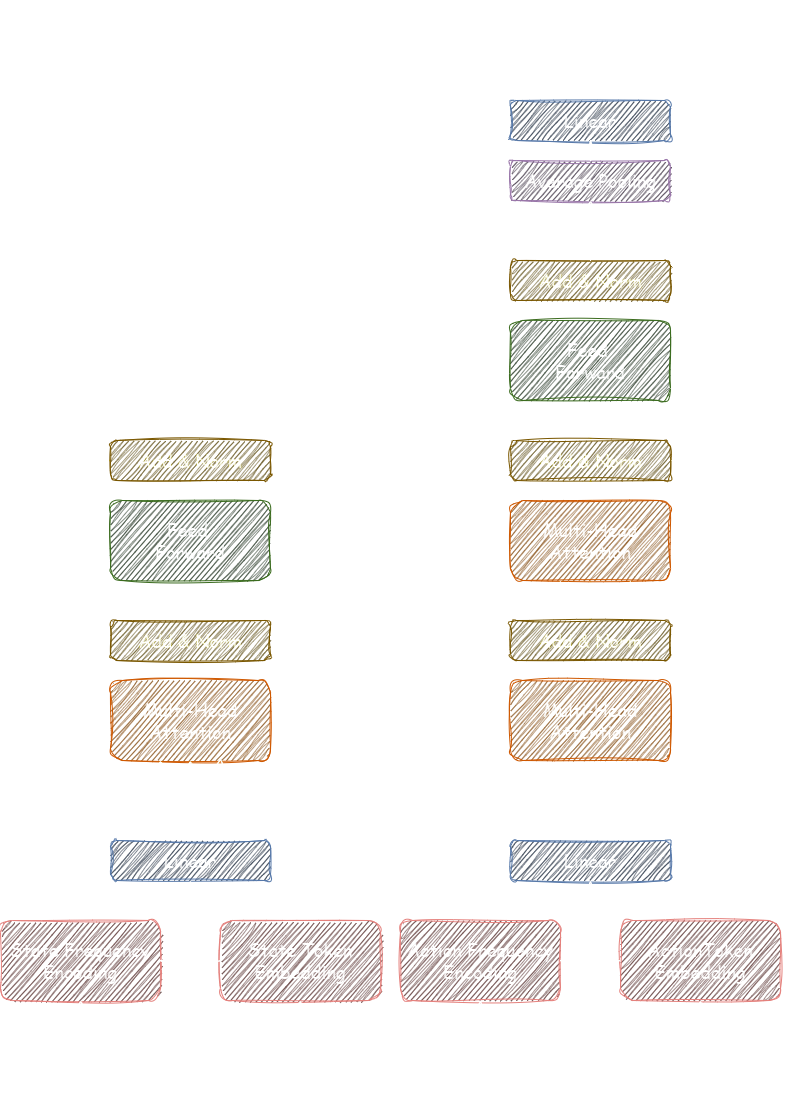 Linear
Average Pooling
Add & Norm
Feed
Forward
Add & Norm
Multi-Head
Attention
Add & Norm
Multi-Head
Attention
Linear
Add & Norm
Feed
Forward
Add & Norm
Multi-Head
Attention
Linear
State Frequency
Encoding
State Token
Embedding
Action Frequency
Encoding
ActionToken
Embedding